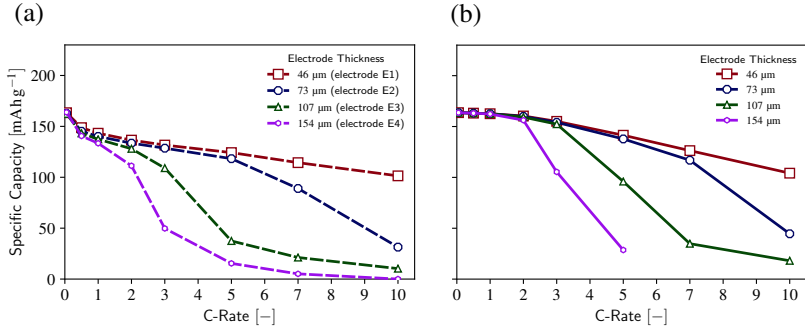 (a)
(b)
Electrode Thickness
46 µm (electrode E1)
73 µm (electrode E2)
107 µm (electrode E3)
154 µm (electrode E4)
Electrode Thickness
46 µm
73 µm
107 µm
154 µm
Specific Capacity [mAh g⁻¹]
200
150
100
50
0
0 1 2 3 4 5 6 7 8 9 10
0 1 2 3 4 5 6 7 8 9 10
C-Rate [−]
C-Rate [−]